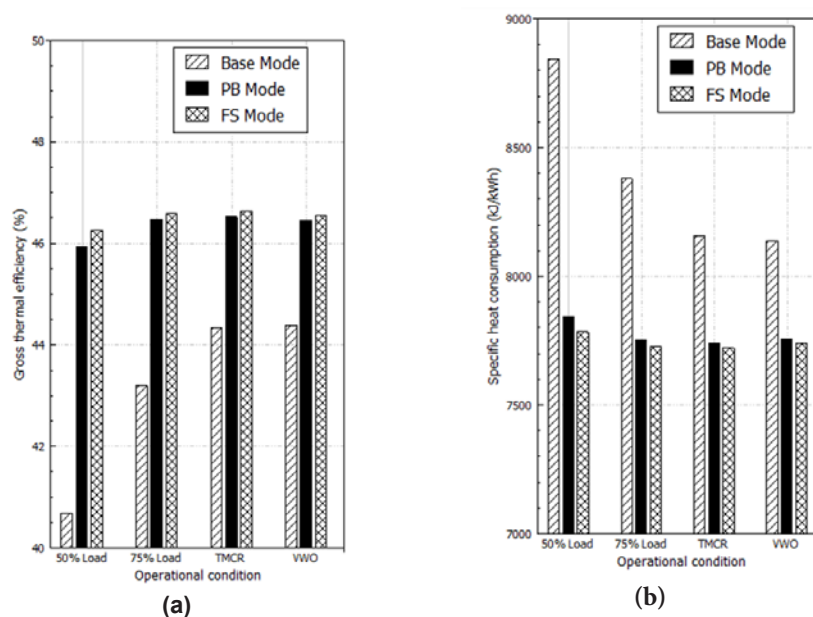 50
48
46
44
42
40
Gross thermal efficiency (%)
Base Mode
PB Mode
FS Mode
50% Load
75% Load
TMCR
VWO
Operational condition
(a)
9000
8500
8000
7500
7000
Specific heat consumption (kJ/kWh)
Base Mode
PB Mode
FS Mode
50% Load
75% Load
TMCR
VWO
Operational condition
(b)